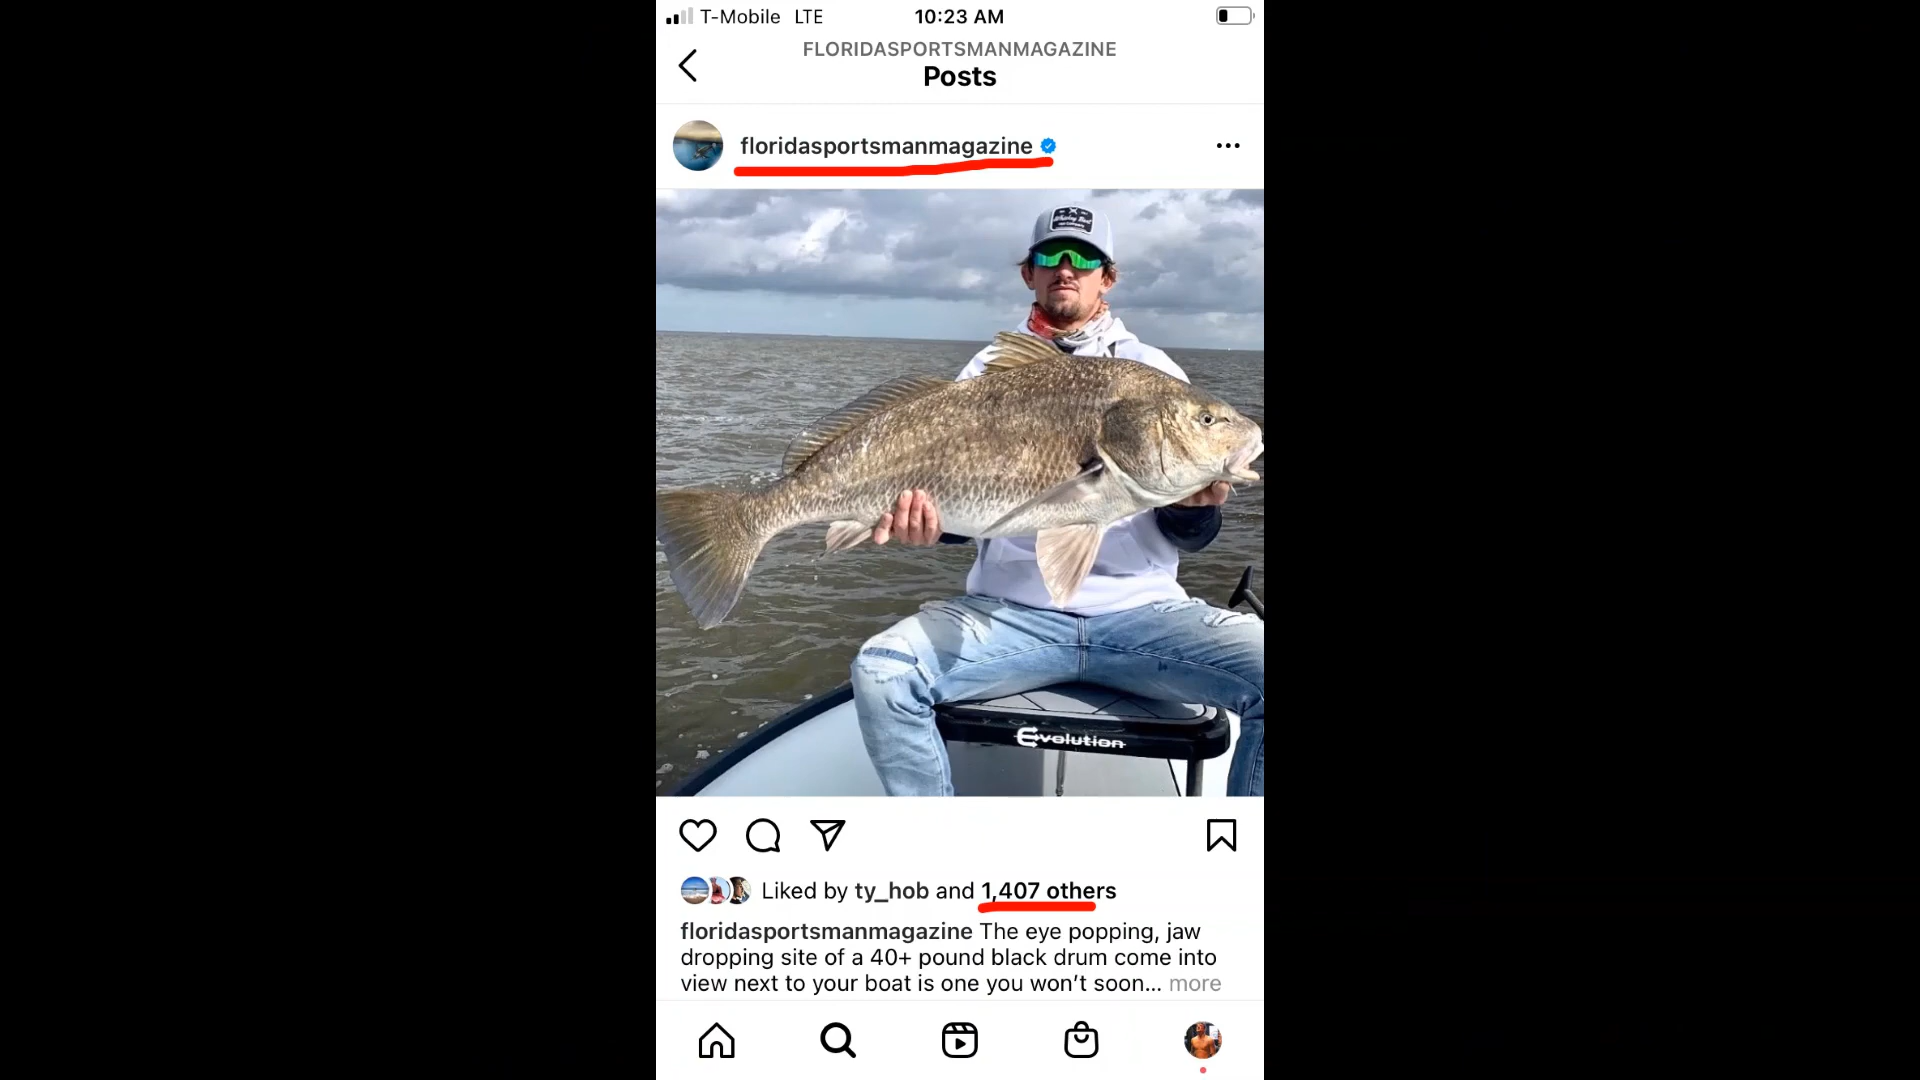 T-Mobile LTE 10:23 AM
FLORIDASPORTSMANMAGAZINE
Posts
floridasportsmanmagazine
Evolution
Liked by ty_hob and 1,407 others
floridasportsmanmagazine The eye popping, jaw
dropping site of a 40+ pound black drum come into
view next to your boat is one you won’t soon... more